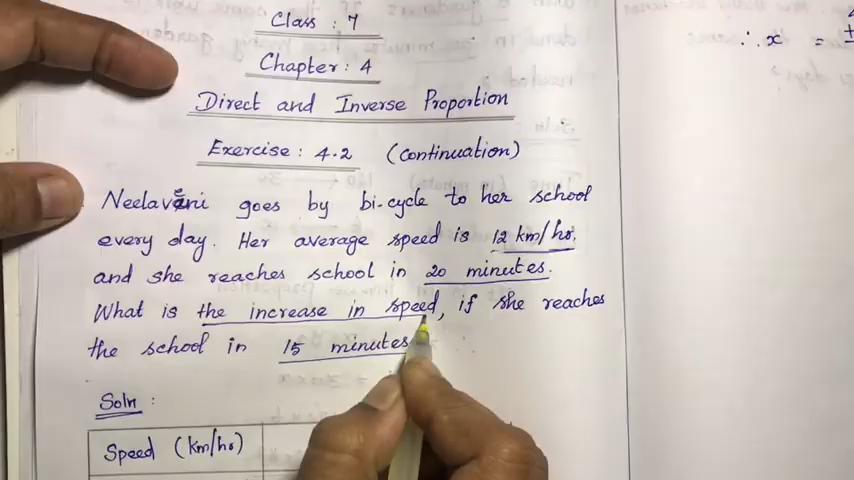 Class : 7
Chapter : 4
Direct and Inverse Proportion
Exercise : 4.2 (Continuation)
Neelaveni goes by bi-cycle to her school
every day. Her average speed is 12 km/hr.
and she reaches school in 20 minutes.
What is the increase in speed, if she reaches
the school in 15 minutes
Soln :
Speed (km/hr)
∴ x =